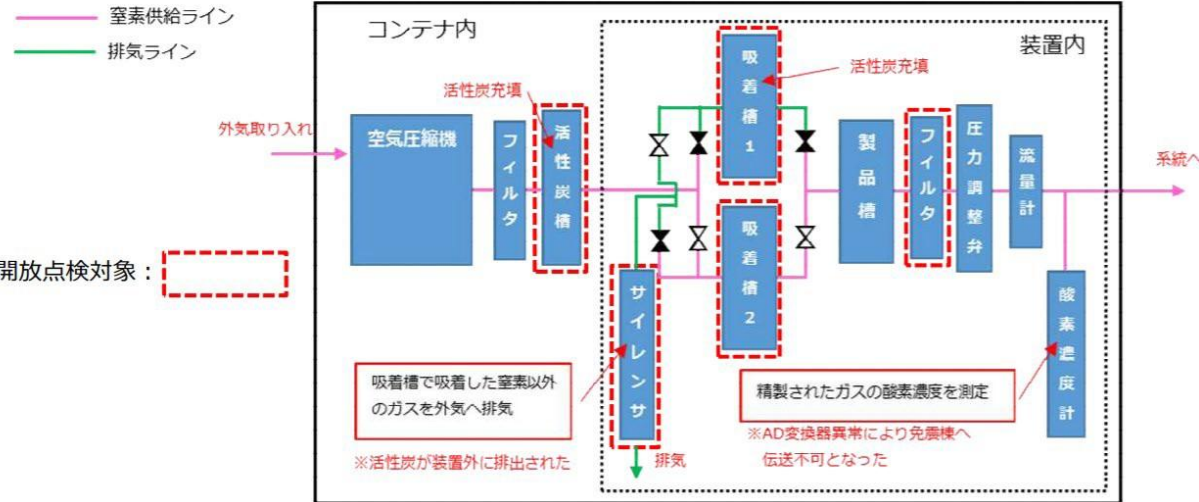 窒素供給ライン
排気ライン
コンテナ内
装置内
外気取り入れ
空気圧縮機
フィルタ
活性炭充填
活性炭槽
吸着槽1
活性炭充填
吸着槽2
製品槽
フィルタ
圧力調整弁
流量計
系統へ
開放点検対象：
サイレンサ
酸素濃度計
吸着槽で吸着した窒素以外
のガスを外気へ排気
※活性炭が装置外に排出された
排気
精製されたガスの酸素濃度を測定
※AD変換器異常により免震棟へ
伝送不可となった